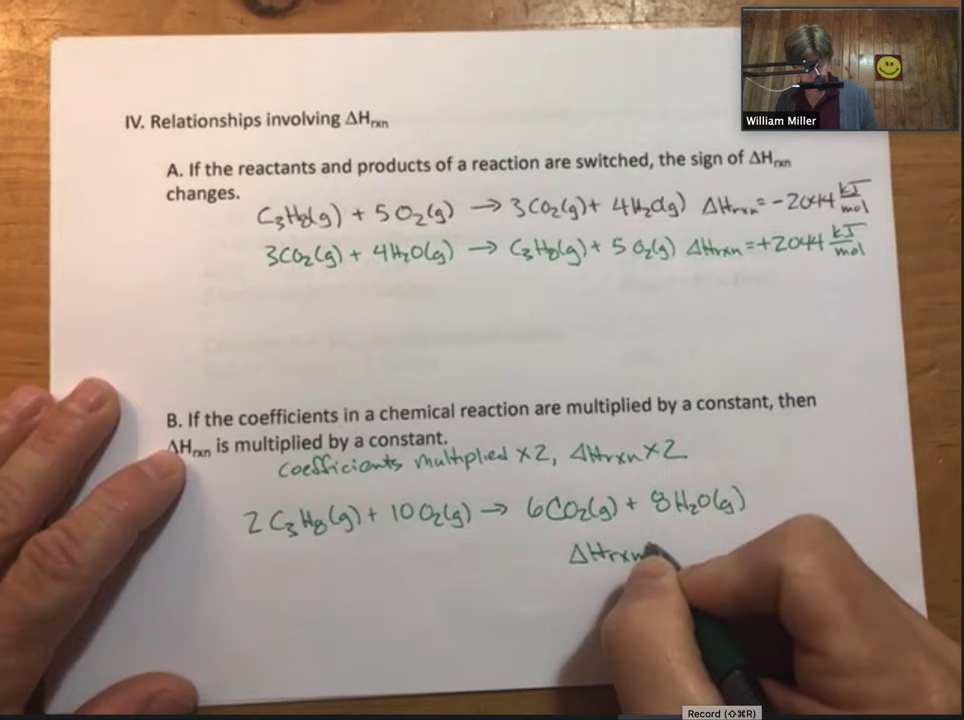 William Miller
IV. Relationships involving ΔHrxn
A. If the reactants and products of a reaction are switched, the sign of ΔHrxn
changes.
C₃H₈(g) + 5O₂(g) → 3CO₂(g) + 4H₂O(g) ΔHrxn = -2044 kJ/mol
3CO₂(g) + 4H₂O(g) → C₃H₈(g) + 5O₂(g) ΔHrxn = +2044 kJ/mol
B. If the coefficients in a chemical reaction are multiplied by a constant, then
ΔHrxn is multiplied by a constant.
coefficients multiplied x2, ΔHrxn x2
2C₃H₈(g) + 10O₂(g) → 6CO₂(g) + 8H₂O(g)
ΔHrxn
Record (⇧⌘R)